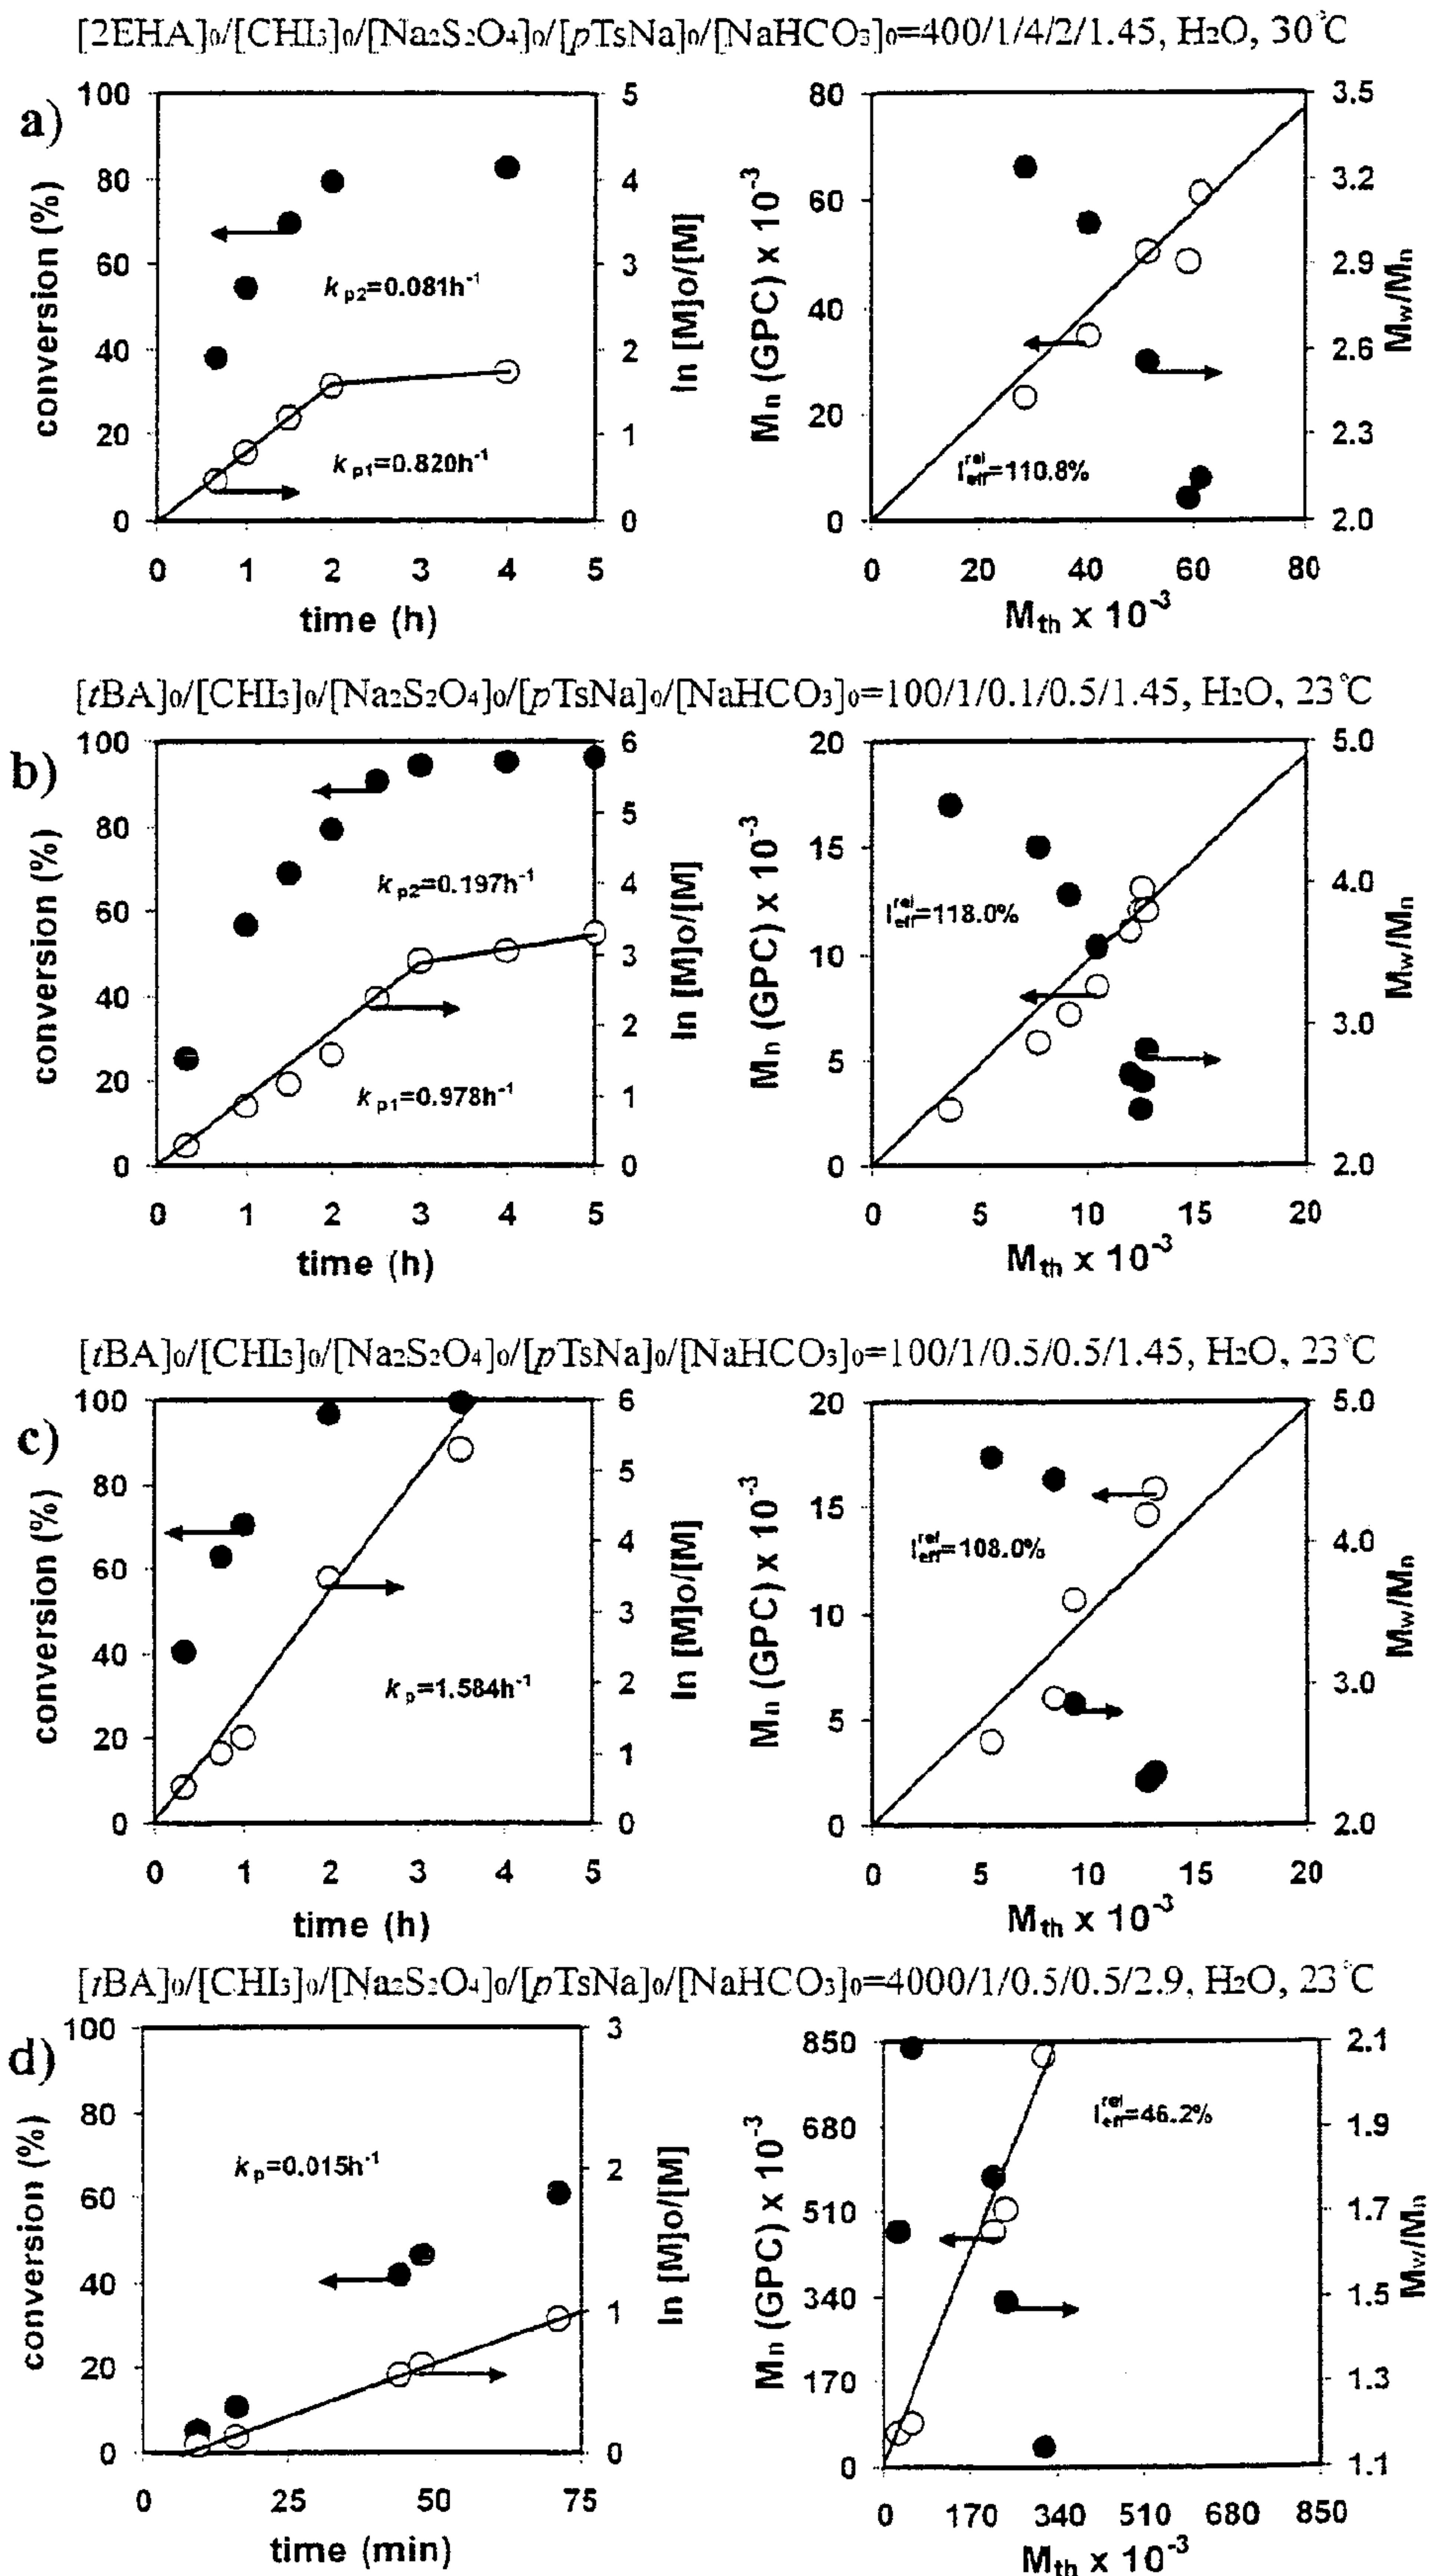 [2EHA]₀/[CHI₃]₀/[Na₂S₂O₄]₀/[pTsNa]₀/[NaHCO₃]₀=400/1/4/2/1.45, H₂O, 30°C
a)
100
80
60
40
20
0
conversion (%)
5
4
3
2
1
0
ln [M]o/[M]
kp2=0.081h⁻¹
kp1=0.820h⁻¹
0 1 2 3 4 5
time (h)
80
60
40
20
0
Mn (GPC) x 10⁻³
3.5
3.2
2.9
2.6
2.3
2.0
Mw/Mn
I rel eff=110.8%
0 20 40 60 80
Mth x 10⁻³
[tBA]₀/[CHI₃]₀/[Na₂S₂O₄]₀/[pTsNa]₀/[NaHCO₃]₀=100/1/0.1/0.5/1.45, H₂O, 23°C
b)
100
80
60
40
20
0
conversion (%)
6
5
4
3
2
1
0
ln [M]o/[M]
kp2=0.197h⁻¹
kp1=0.978h⁻¹
0 1 2 3 4 5
time (h)
20
15
10
5
0
Mn (GPC) x 10⁻³
5.0
4.0
3.0
2.0
Mw/Mn
I rel eff=118.0%
0 5 10 15 20
Mth x 10⁻³
[tBA]₀/[CHI₃]₀/[Na₂S₂O₄]₀/[pTsNa]₀/[NaHCO₃]₀=100/1/0.5/0.5/1.45, H₂O, 23°C
c)
100
80
60
40
20
0
conversion (%)
6
5
4
3
2
1
0
ln [M]o/[M]
kp=1.584h⁻¹
0 1 2 3 4 5
time (h)
20
15
10
5
0
Mn (GPC) x 10⁻³
5.0
4.0
3.0
2.0
Mw/Mn
I rel eff=108.0%
0 5 10 15 20
Mth x 10⁻³
[tBA]₀/[CHI₃]₀/[Na₂S₂O₄]₀/[pTsNa]₀/[NaHCO₃]₀=4000/1/0.5/0.5/2.9, H₂O, 23°C
d)
100
80
60
40
20
0
conversion (%)
3
2
1
0
ln [M]o/[M]
kp=0.015h⁻¹
0 25 50 75
time (min)
850
680
510
340
170
0
Mn (GPC) x 10⁻³
2.1
1.9
1.7
1.5
1.3
1.1
Mw/Mn
I rel eff=46.2%
0 170 340 510 680 850
Mth x 10⁻³